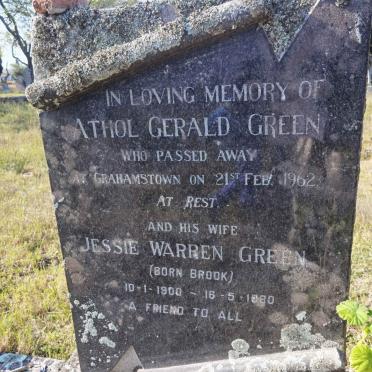 IN LOVING MEMORY OF
ATHOL GERALD GREEN
WHO PASSED AWAY
AT GRAHAMSTOWN ON 21ST FEB. 1962.
AT REST.
AND HIS WIFE
JESSIE WARREN GREEN
(BORN BROOK)
10-1-1900 - 16-5-1980
A FRIEND TO ALL